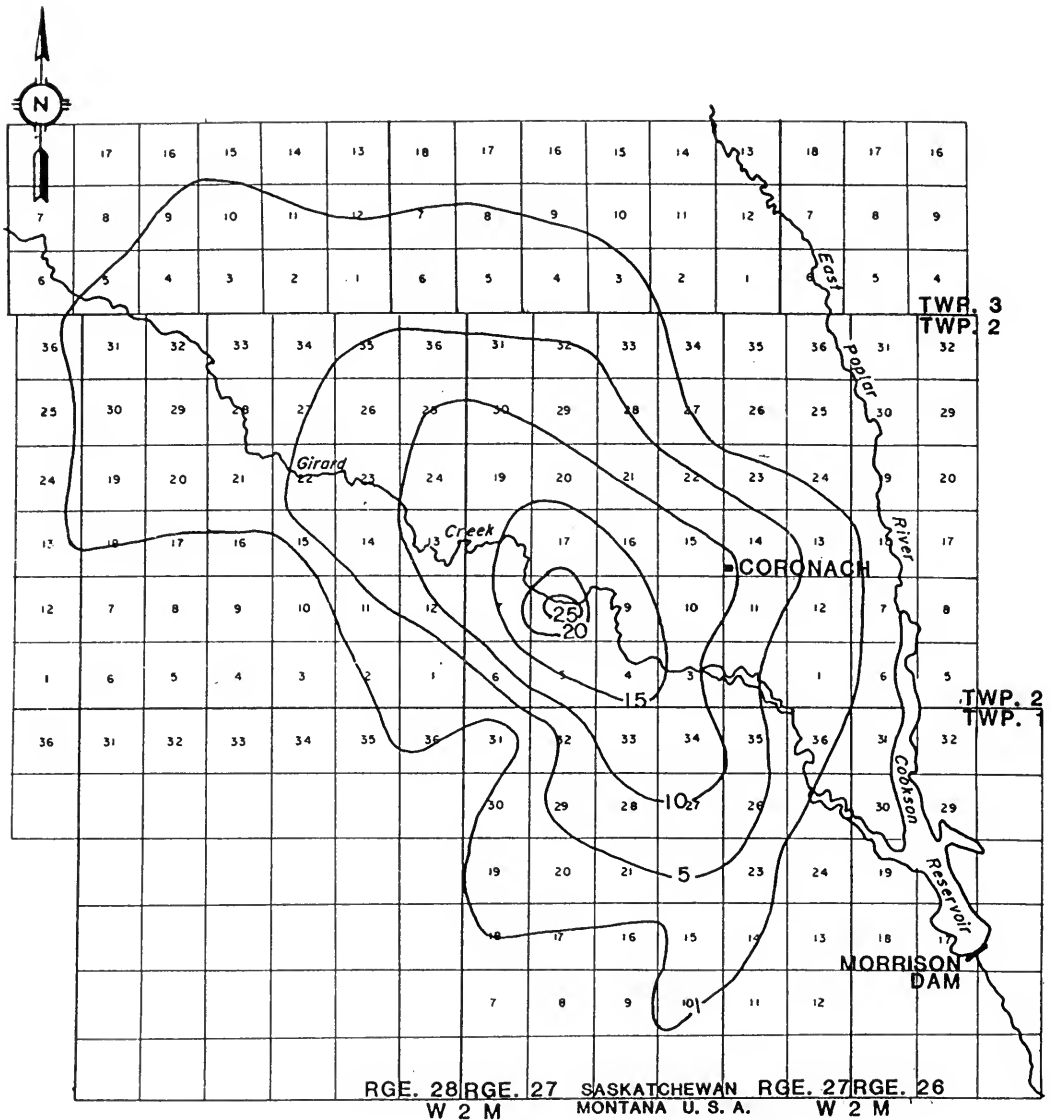 N
17 16 15 14 13 18 17 16 15 14 13 18 17 16
7 8 9 10 11 12 7 8 9 10 11 12 7 8 9
6 5 4 3 2 1 6 5 4 3 2 1 6 5 4
East
TWP. 3
TWP. 2
36 31 32 33 34 35 36 31 32 33 34 35 36 31 32
Poplar
25 30 29 28 27 26 25 30 29 28 27 26 25 30 29
Girard
24 19 20 21 22 23 24 19 20 21 22 23 24 19 20
Creek
River
13 18 17 16 15 14 13 17 16 15 14 13 18 17
CORONACH
12 7 8 9 10 11 12 7 9 10 11 12 7 8
25
20
1 6 5 4 3 2 1 6 5 4 3 1 6 5
15
TWP. 2
TWP. 1
36 31 32 33 34 35 36 31 32 33 34 35 36 31 32
Cookson
30 29 28 27 26 30 29
10
19 20 21 23 24 19
5
Reservoir
18 17 16 15 14 13 18 17
MORRISON
DAM
7 8 9 10 11 12
1
RGE. 28 RGE. 27 SASKATCHEWAN RGE. 27 RGE. 26
W 2 M MONTANA U. S. A. W 2 M